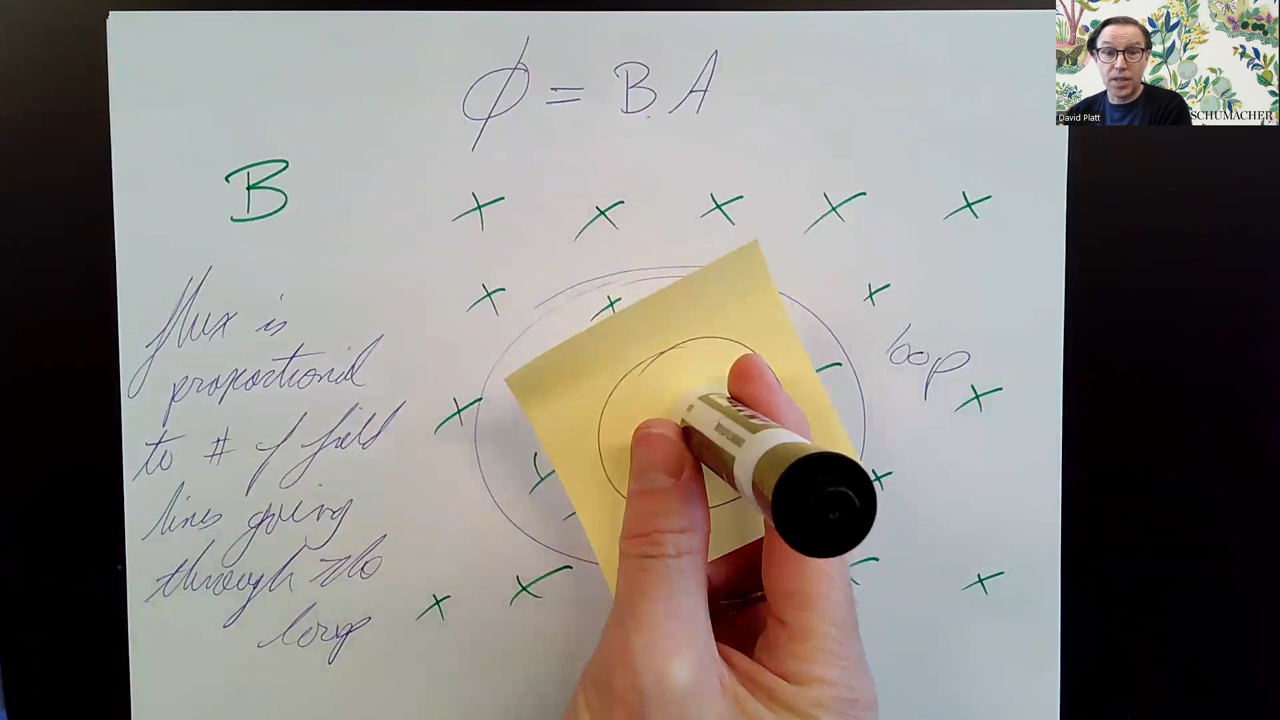 ϕ = B A
David Platt
SCHUMACHER
B
flux is
proportional
to # of field
lines going
through the
loop
loop